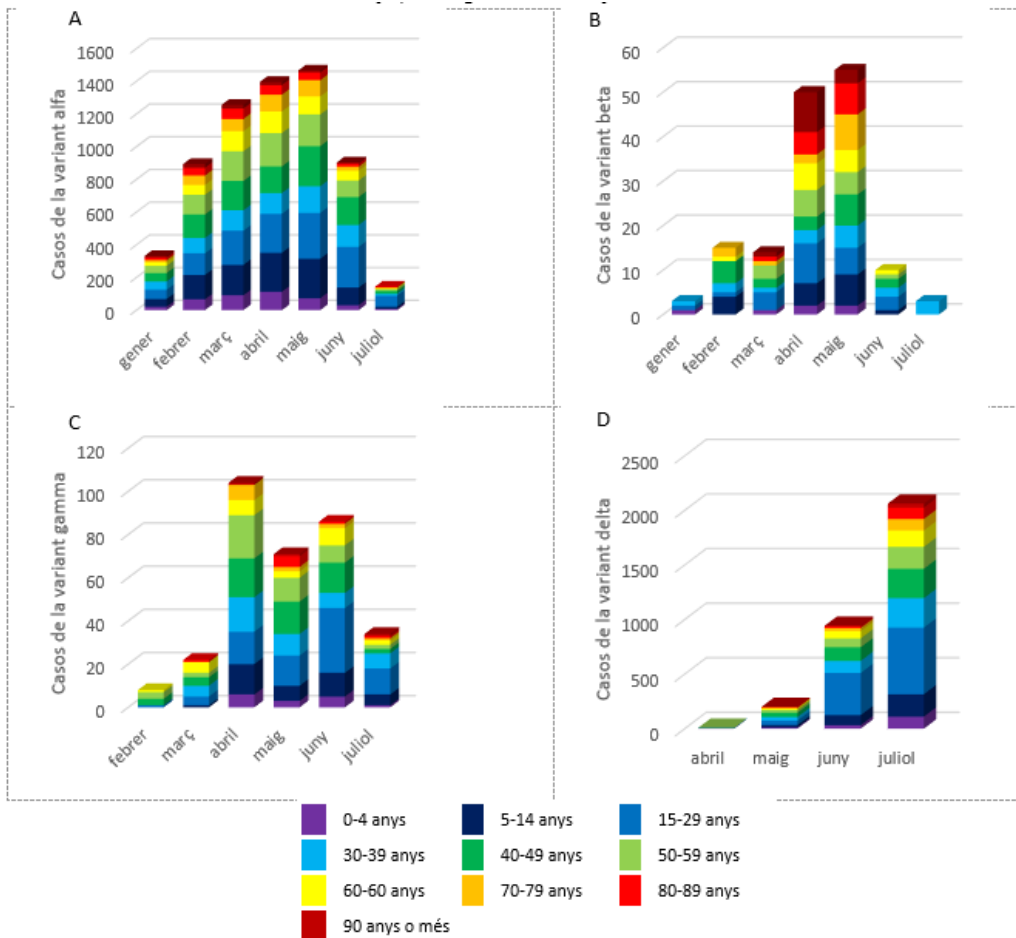 A
Casos de la variant alfa
1600
1400
1200
1000
800
600
400
200
0
gener
febrer
març
abril
maig
juny
juliol
B
Casos de la variant beta
60
50
40
30
20
10
0
gener
febrer
març
abril
maig
juny
juliol
C
Casos de la variant gamma
120
100
80
60
40
20
0
febrer
març
abril
maig
juny
juliol
D
Casos de la variant delta
2500
2000
1500
1000
500
0
abril
maig
juny
juliol
0-4 anys
5-14 anys
15-29 anys
30-39 anys
40-49 anys
50-59 anys
60-60 anys
70-79 anys
80-89 anys
90 anys o més